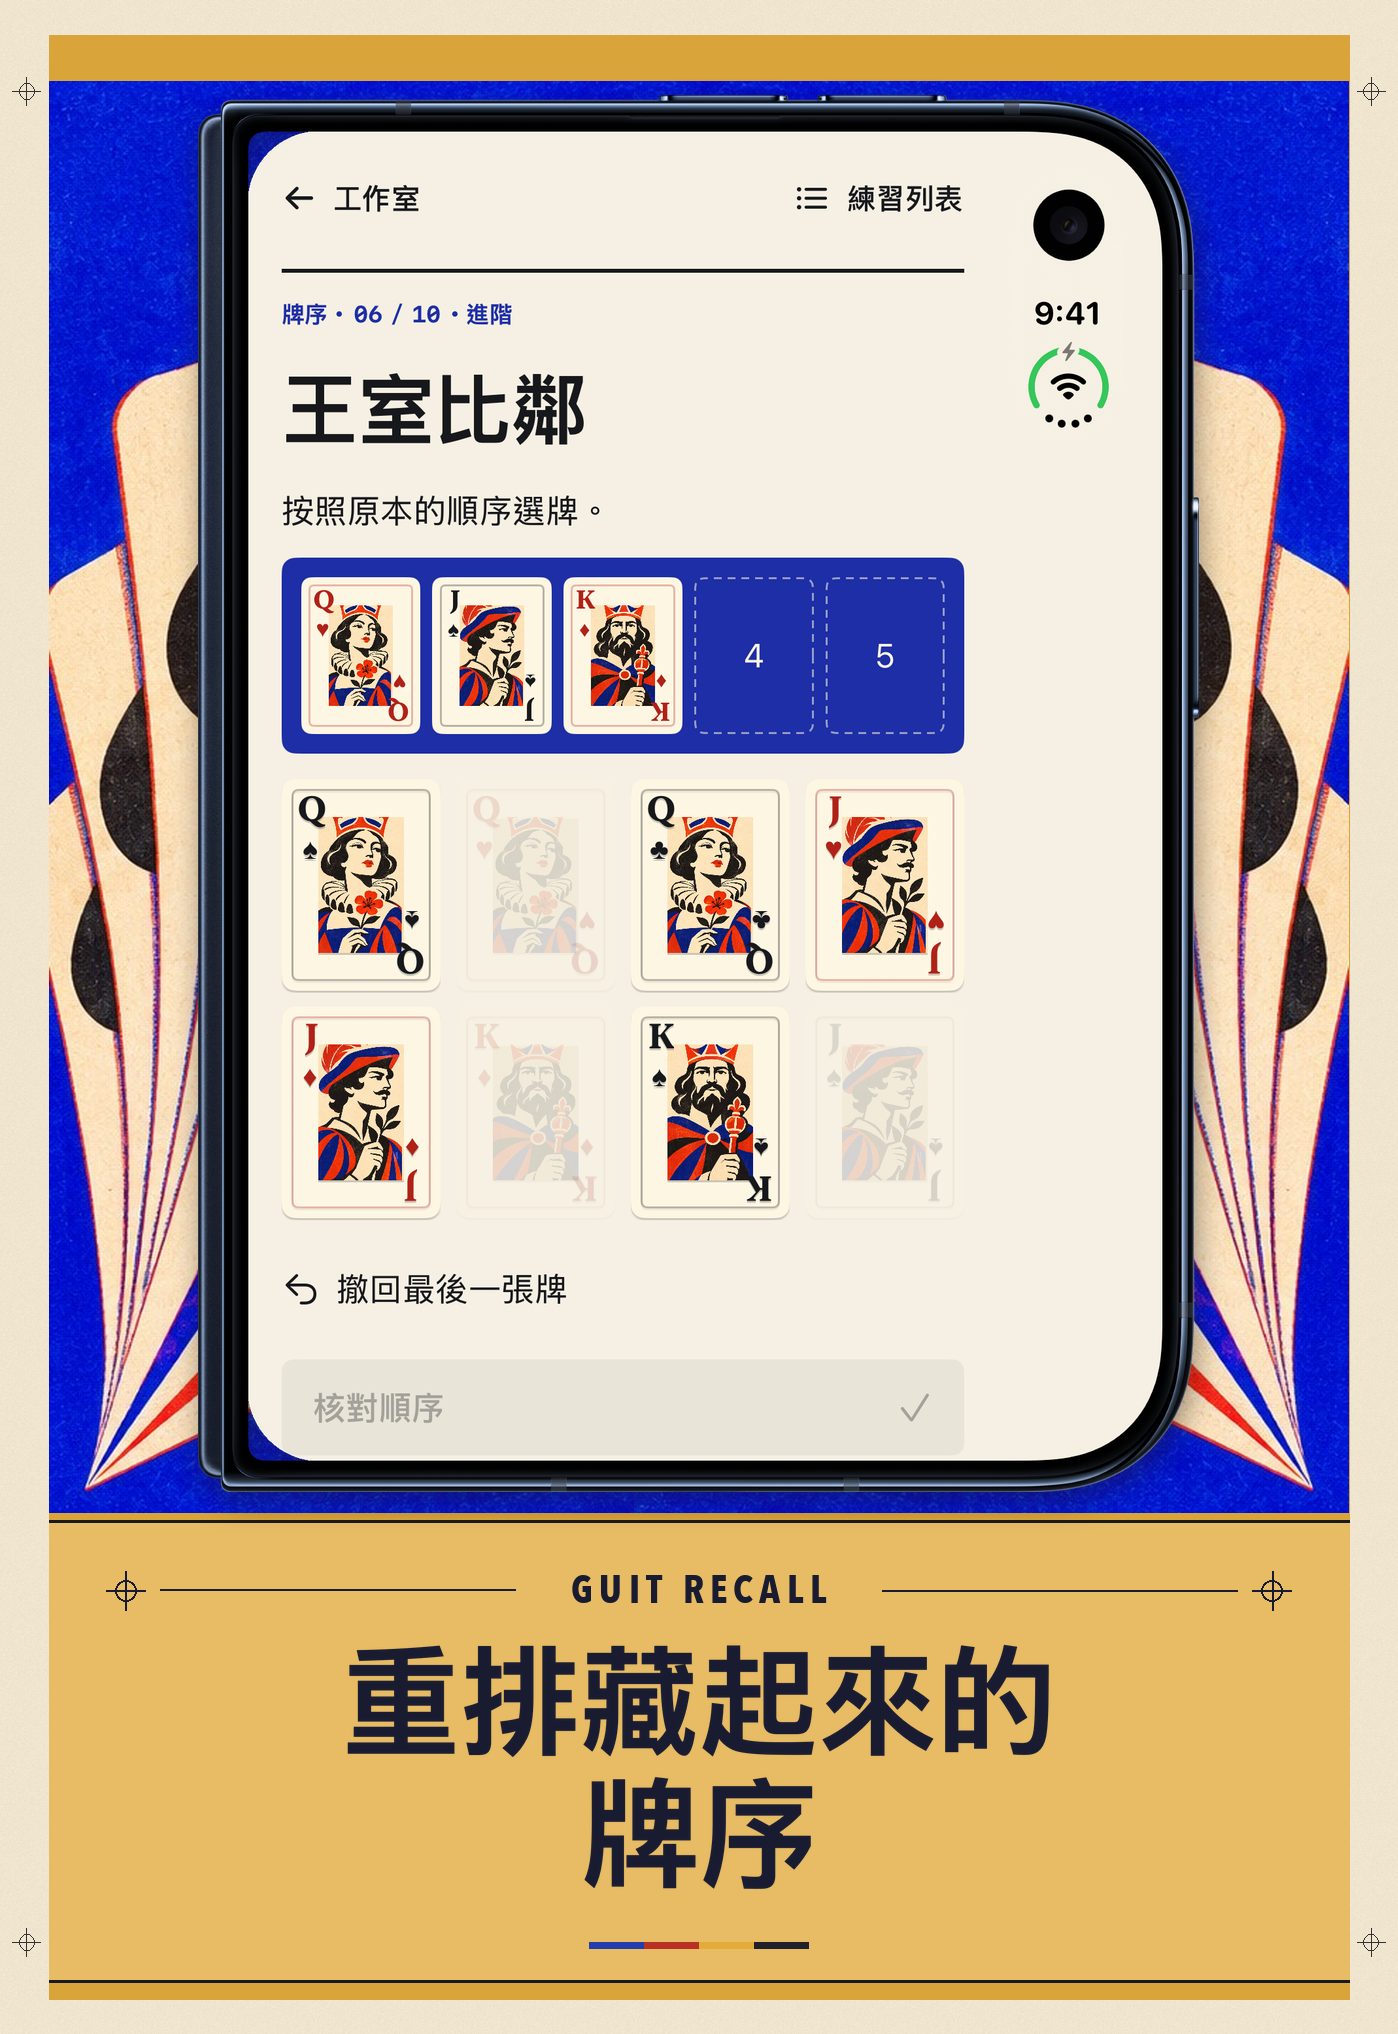 ← 工作室
練習列表
9:41
牌序・06 / 10・進階
王室比鄰
按照原本的順序選牌。
Q J K 4 5
Q O J Q K
Q Q Q J
Q Q Q J
J K K J
J K K J
撤回最後一張牌
核對順序
GUIT RECALL
重排藏起來的
牌序